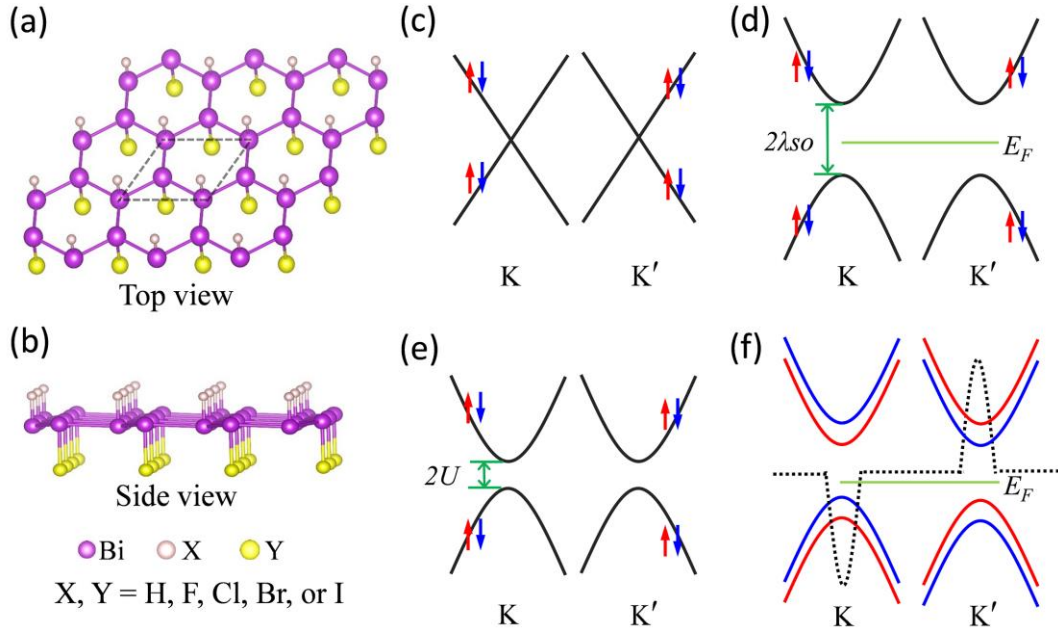 (a)
Top view
(b)
Side view
Bi X Y
X, Y = H, F, Cl, Br, or I
(c)
K K′
(d)
2λso
E_F
(e)
2U
K K′
(f)
E_F
K K′